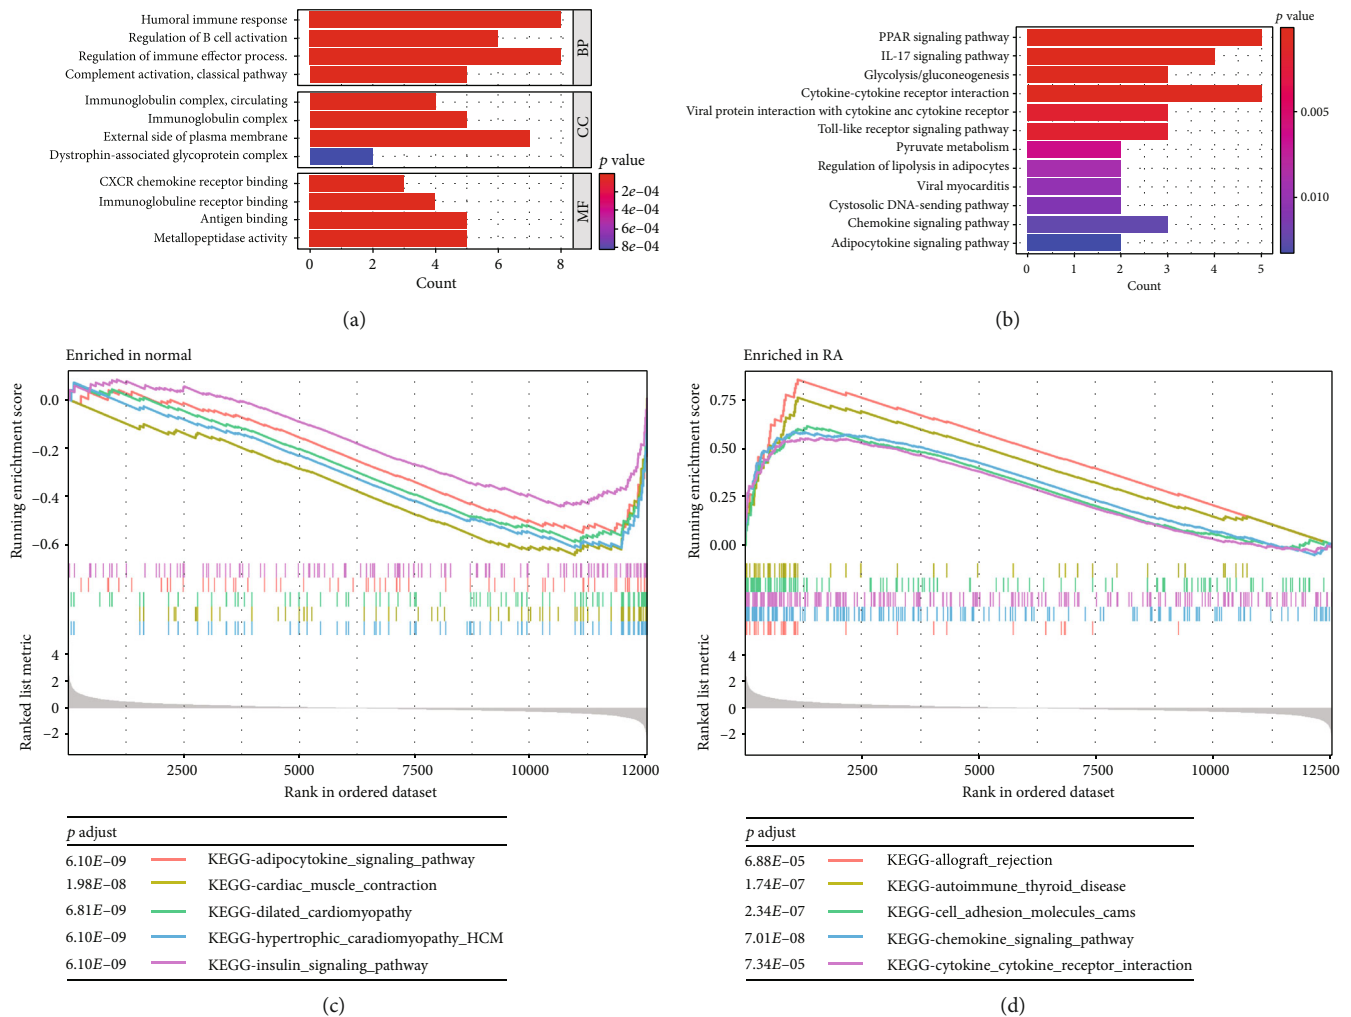 Humoral immune response
Regulation of B cell activation
Regulation of immune effector process.
Complement activation, classical pathway
BP
Immunoglobulin complex, circulating
Immunoglobulin complex
External side of plasma membrane
Dystrophin-associated glycoprotein complex
CC
CXCR chemokine receptor binding
Immunoglobuline receptor binding
Antigen binding
Metallopeptidase activity
MF
0 2 4 6 8
Count
p value
2e–04
4e–04
6e–04
8e–04
(a)
PPAR signaling pathway
IL-17 signaling pathway
Glycolysis/gluconeogenesis
Cytokine-cytokine receptor interaction
Viral protein interaction with cytokine anc cytokine receptor
Toll-like receptor signaling pathway
Pyruvate metabolism
Regulation of lipolysis in adipocytes
Viral myocarditis
Cystosolic DNA-sending pathway
Chemokine signaling pathway
Adipocytokine signaling pathway
0 1 2 3 4 5
Count
p value
0.005
0.010
(b)
Enriched in normal
Running enrichment score
0.0
–0.2
–0.4
–0.6
Ranked list metric
4
2
0
–2
2500 5000 7500 10000 12000
Rank in ordered dataset
p adjust
6.10E–09 KEGG-adipocytokine_signaling_pathway
1.98E–08 KEGG-cardiac_muscle_contraction
6.81E–09 KEGG-dilated_cardiomyopathy
6.10E–09 KEGG-hypertrophic_caradiomyopathy_HCM
6.10E–09 KEGG-insulin_signaling_pathway
(c)
Enriched in RA
Running enrichment score
0.75
0.50
0.25
0.00
Ranked list metric
4
2
0
–2
2500 5000 7500 10000 12500
Rank in ordered dataset
p adjust
6.88E–05 KEGG-allograft_rejection
1.74E–07 KEGG-autoimmune_thyroid_disease
2.34E–07 KEGG-cell_adhesion_molecules_cams
7.01E–08 KEGG-chemokine_signaling_pathway
7.34E–05 KEGG-cytokine_cytokine_receptor_interaction
(d)